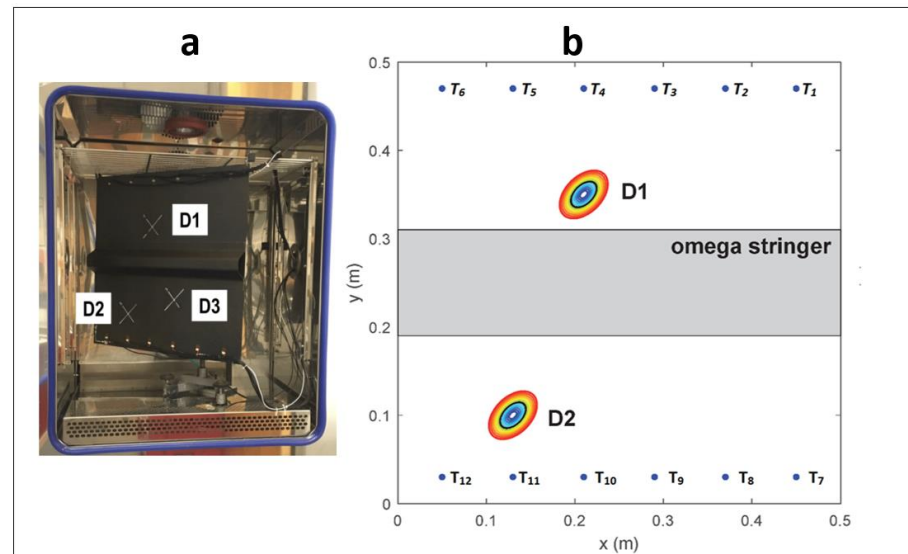 a
D1
D2
D3
b
0.5
0.4
0.3
0.2
0.1
0
y (m)
T6 T5 T4 T3 T2 T1
D1
omega stringer
D2
T12 T11 T10 T9 T8 T7
0 0.1 0.2 0.3 0.4 0.5
x (m)